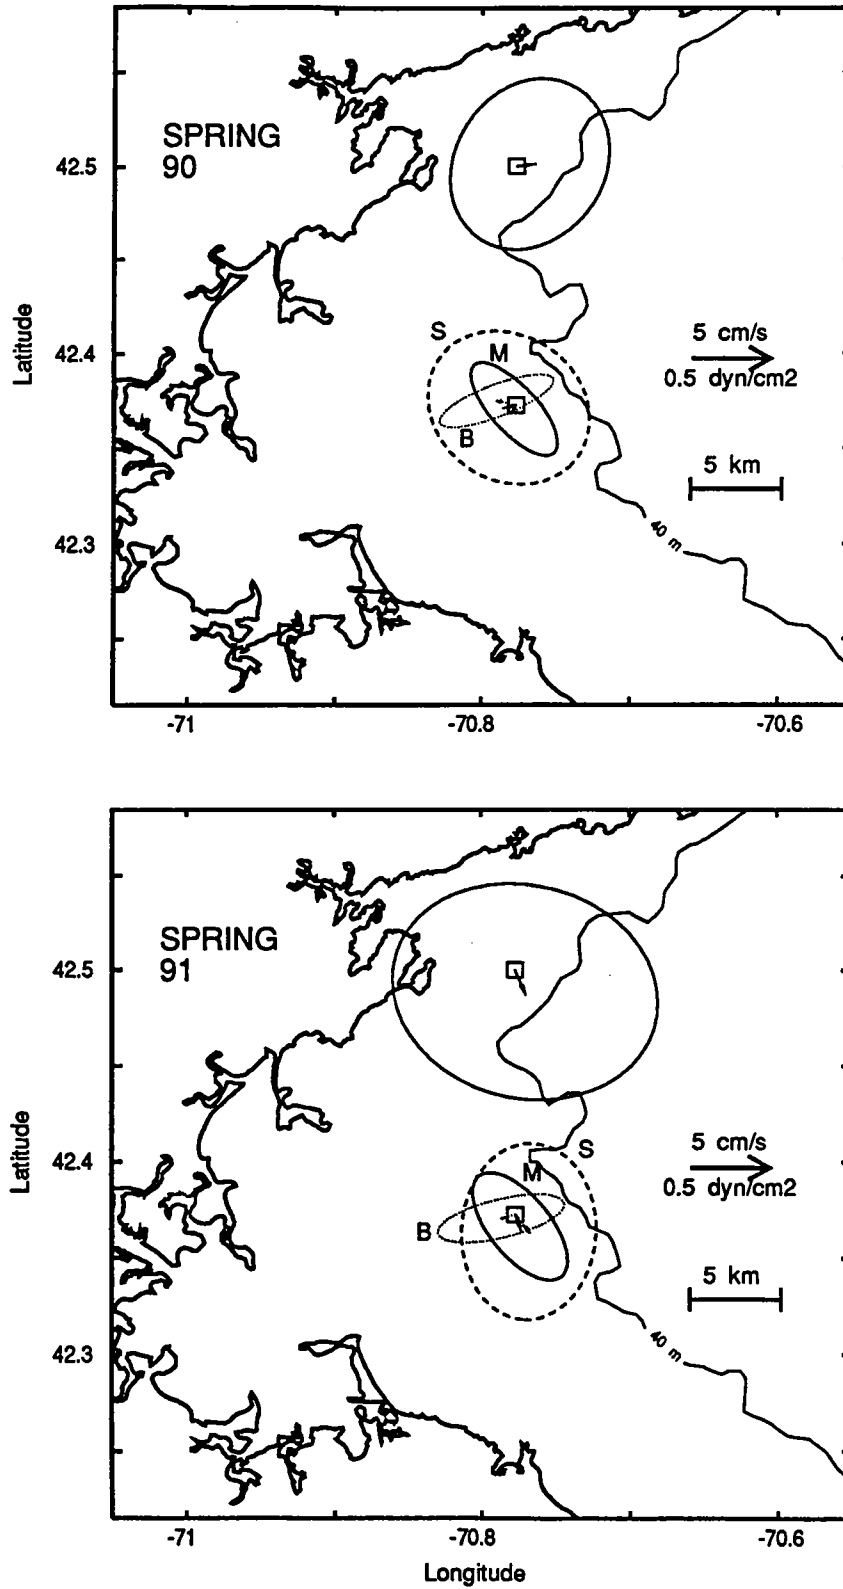 SPRING
90
42.5
42.4
42.3
Latitude
S
M
B
5 cm/s
0.5 dyn/cm2
5 km
40 m
-71
-70.8
-70.6
SPRING
91
42.5
42.4
42.3
Latitude
S
M
B
5 cm/s
0.5 dyn/cm2
5 km
40 m
-71
-70.8
-70.6
Longitude